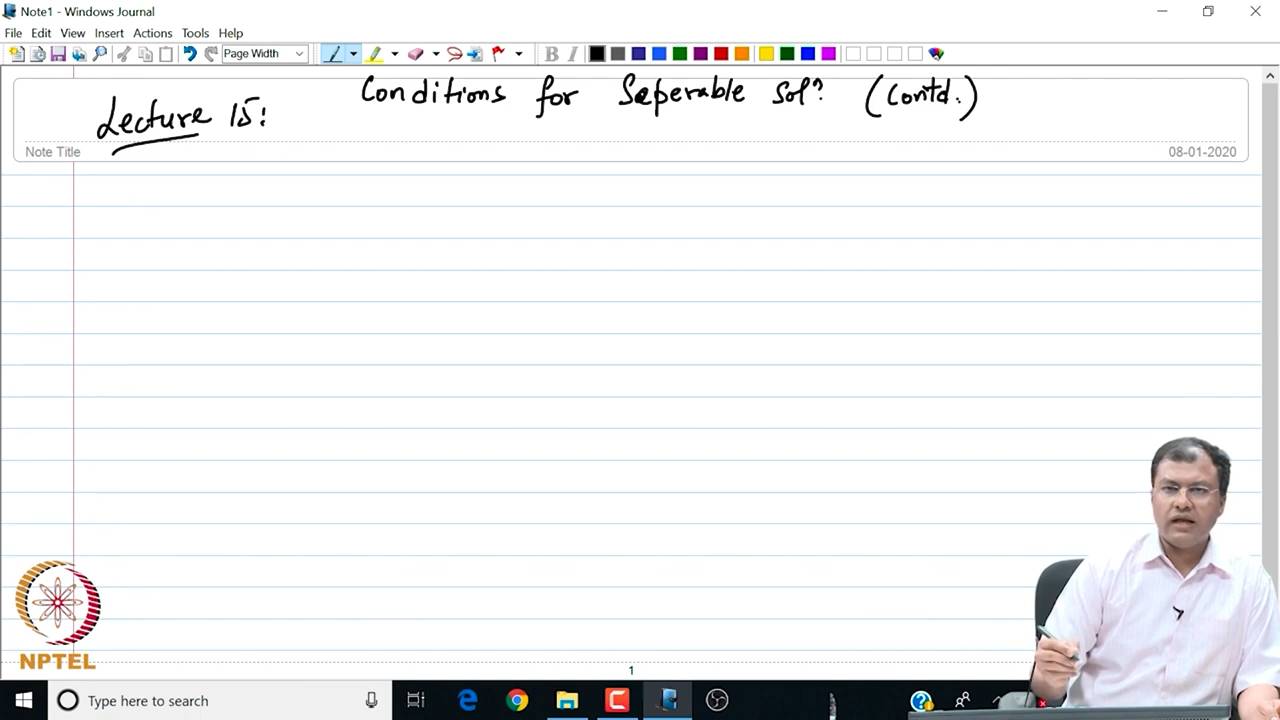 Note1 - Windows Journal
File Edit View Insert Actions Tools Help
Page Width
B I
Conditions for Seperable Sol? (Contd.)
Lecture 15:
Note Title
08-01-2020
NPTEL
1
Type here to search